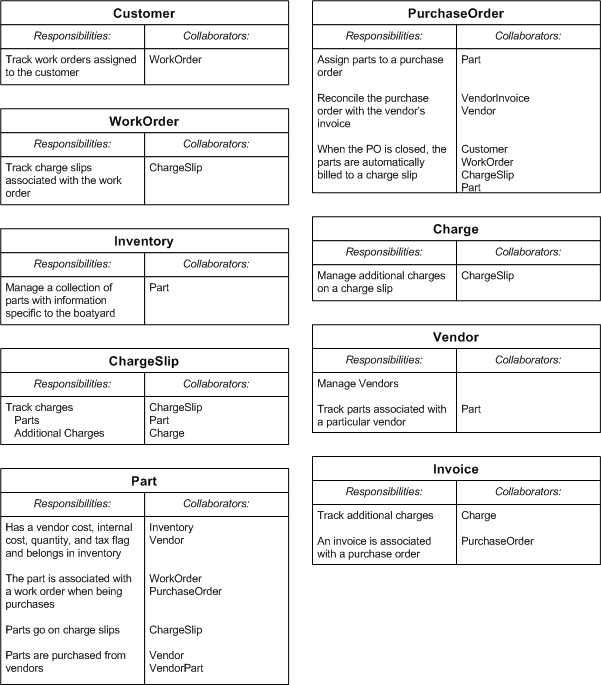 Customer
Responsibilities: Collaborators:
Track work orders assigned WorkOrder
to the customer
WorkOrder
Responsibilities: Collaborators:
Track charge slips ChargeSlip
associated with the work
order
Inventory
Responsibilities: Collaborators:
Manage a collection of Part
parts with information
specific to the boatyard
ChargeSlip
Responsibilities: Collaborators:
Track charges ChargeSlip
Parts Part
Additional Charges Charge
Part
Responsibilities: Collaborators:
Has a vendor cost, internal Inventory
cost, quantity, and tax flag Vendor
and belongs in inventory
The part is associated with WorkOrder
a work order when being PurchaseOrder
purchases
Parts go on charge slips ChargeSlip
Parts are purchased from Vendor
vendors VendorPart
PurchaseOrder
Responsibilities: Collaborators:
Assign parts to a purchase Part
order
Reconcile the purchase VendorInvoice
order with the vendor's Vendor
invoice
When the PO is closed, the Customer
parts are automatically WorkOrder
billed to a charge slip ChargeSlip
Part
Charge
Responsibilities: Collaborators:
Manage additional charges ChargeSlip
on a charge slip
Vendor
Responsibilities: Collaborators:
Manage Vendors
Track parts associated with Part
a particular vendor
Invoice
Responsibilities: Collaborators:
Track additional charges Charge
An invoice is associated PurchaseOrder
with a purchase order